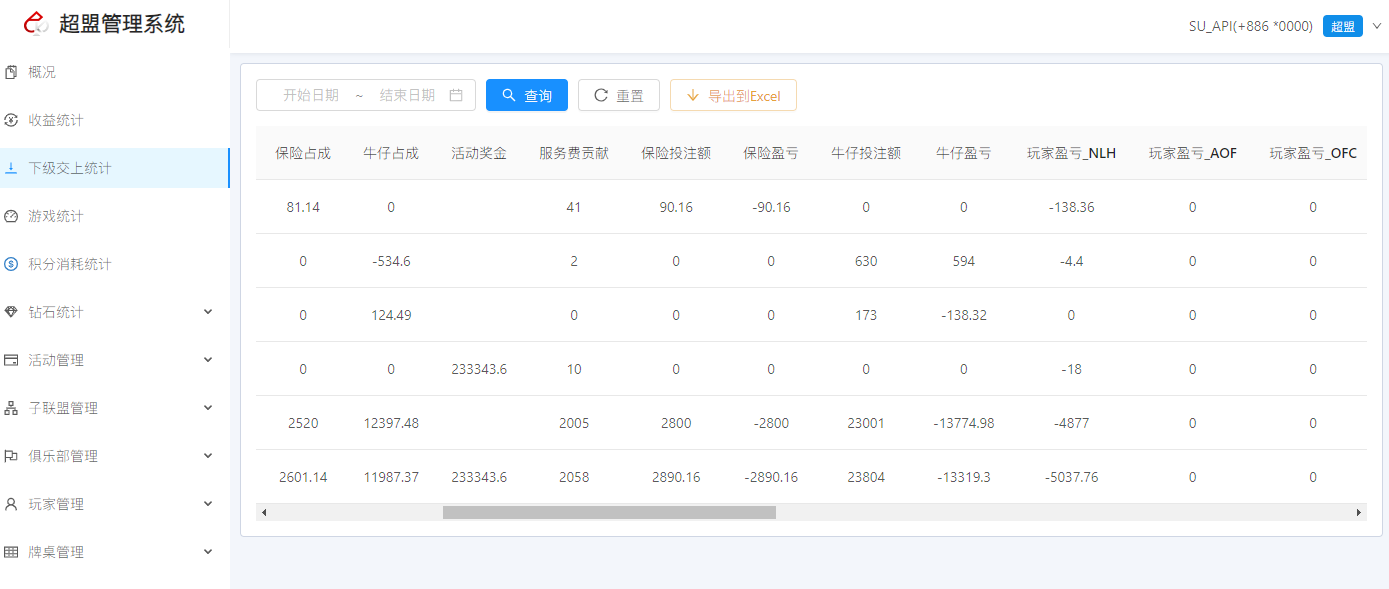 超盟管理系统
SU_API(+886 *0000) 超盟
概况
收益统计
下级交上统计
游戏统计
积分消耗统计
钻石统计
活动管理
子联盟管理
俱乐部管理
玩家管理
牌桌管理
开始日期 ~ 结束日期 查询 重置 导出到Excel
保险占成 牛仔占成 活动奖金 服务费贡献 保险投注额 保险盈亏 牛仔投注额 牛仔盈亏 玩家盈亏_NLH 玩家盈亏_AOF 玩家盈亏_OFC
81.14 0 41 90.16 -90.16 0 0 -138.36 0 0
0 -534.6 2 0 0 630 594 -4.4 0 0
0 124.49 0 0 0 173 -138.32 0 0 0
0 0 233343.6 10 0 0 0 0 -18 0 0
2520 12397.48 2005 2800 -2800 23001 -13774.98 -4877 0 0
2601.14 11987.37 233343.6 2058 2890.16 -2890.16 23804 -13319.3 -5037.76 0 0